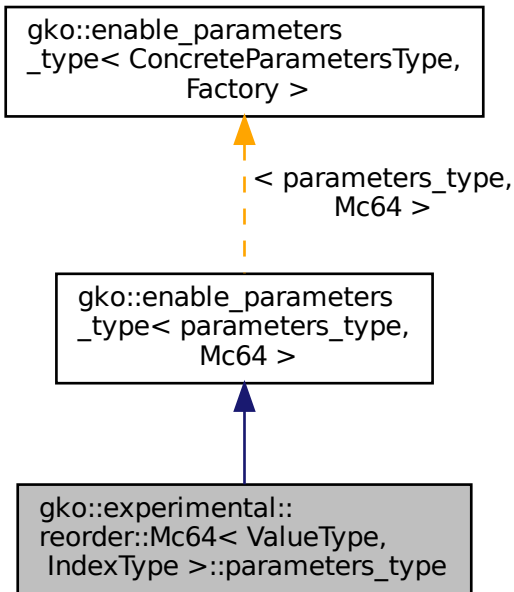 gko::enable_parameters
_type< ConcreteParametersType,
Factory >
< parameters_type,
Mc64 >
gko::enable_parameters
_type< parameters_type,
Mc64 >
gko::experimental::
reorder::Mc64< ValueType,
IndexType >::parameters_type